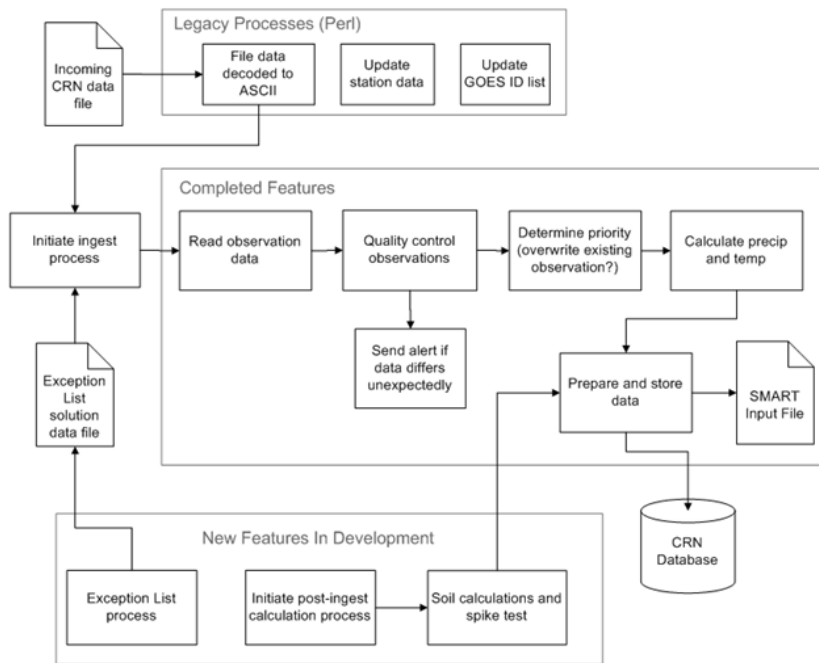 Legacy Processes (Perl)
Incoming
CRN data
file
File data
decoded to
ASCII
Update
station data
Update
GOES ID list
Completed Features
Initiate ingest
process
Read observation
data
Quality control
observations
Determine priority
(overwrite existing
observation?)
Calculate precip
and temp
Send alert if
data differs
unexpectedly
Exception
List
solution
data file
Prepare and store
data
SMART
Input File
New Features In Development
CRN
Database
Exception List
process
Initiate post-ingest
calculation process
Soil calculations and
spike test